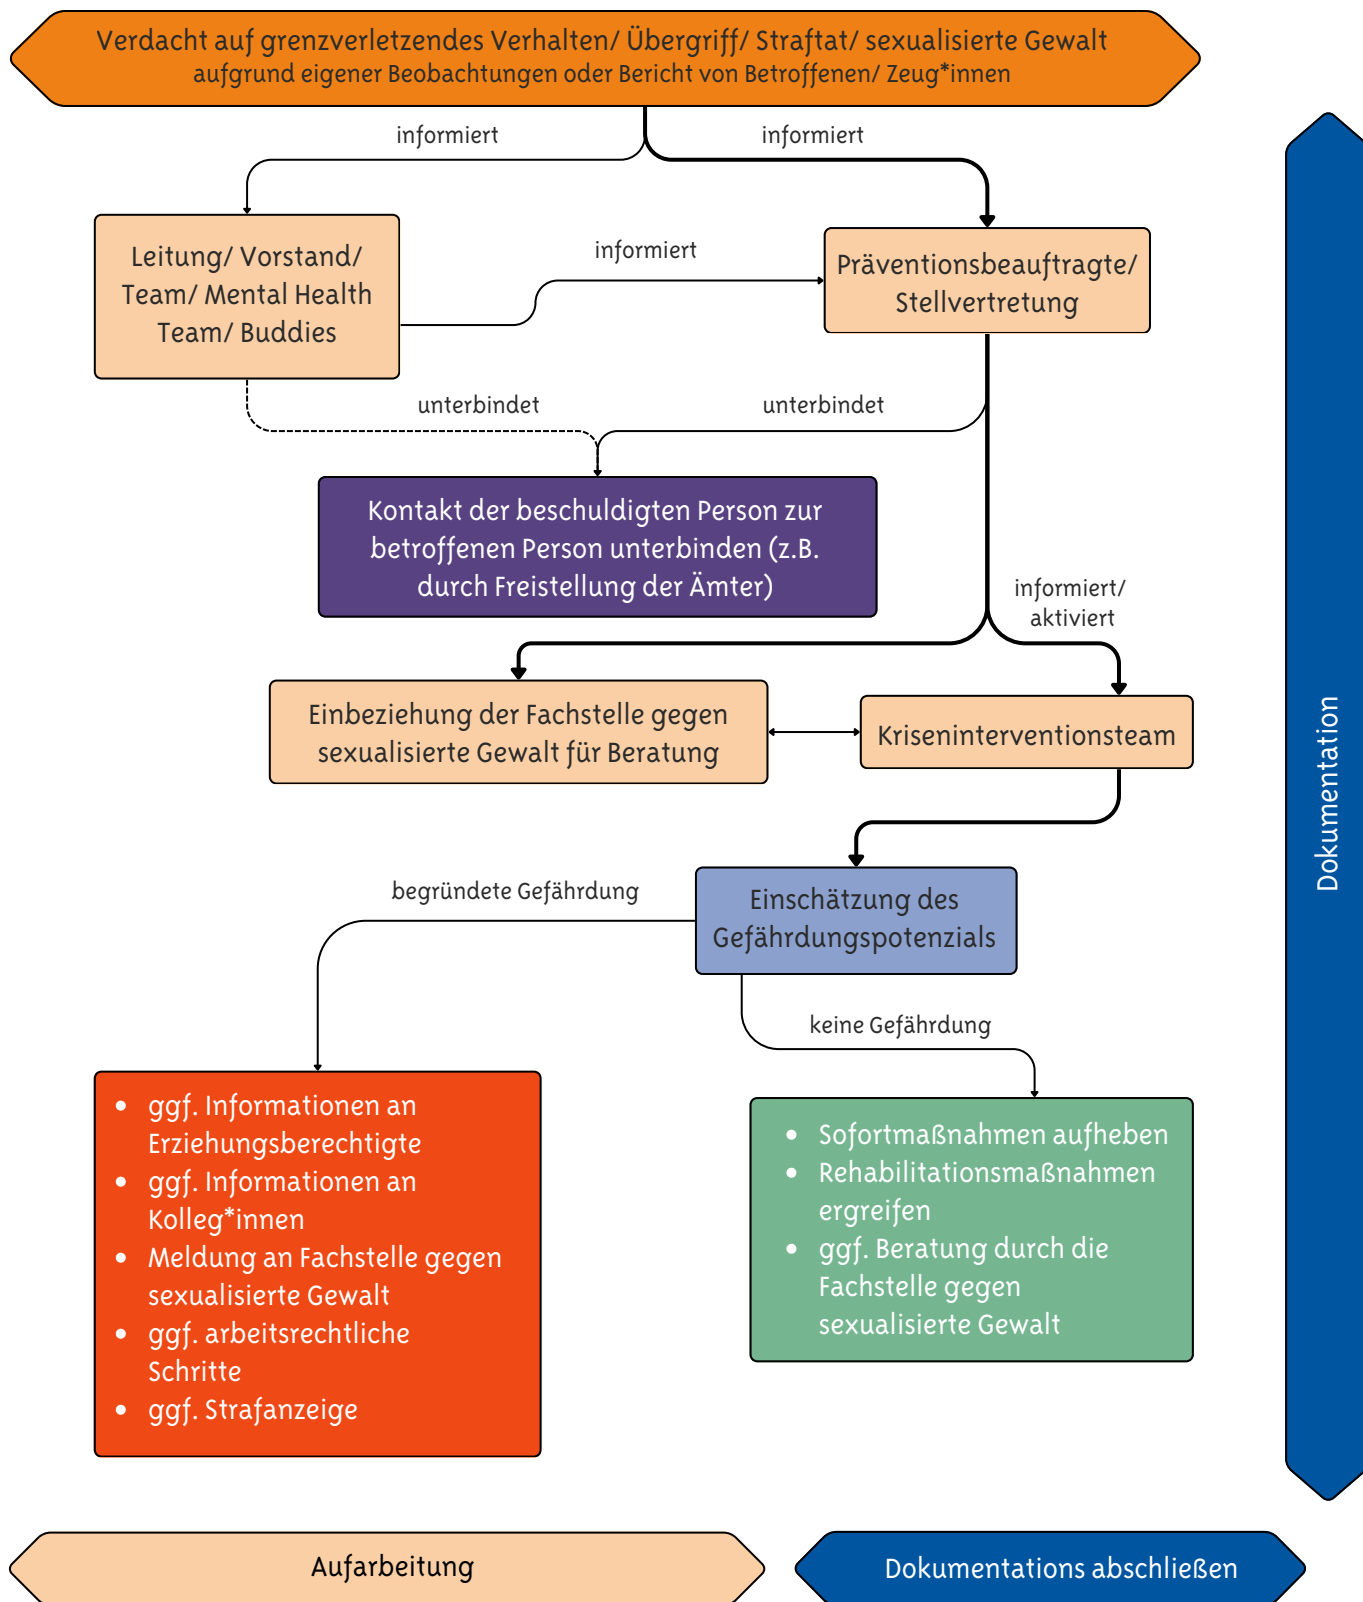 Verdacht auf grenzverletzendes Verhalten/ Übergriff/ Straftat/ sexualisierte Gewalt
aufgrund eigener Beobachtungen oder Bericht von Betroffenen/ Zeug*innen
informiert
informiert
Leitung/ Vorstand/
Team/ Mental Health
Team/ Buddies
informiert
Präventionsbeauftragte/
Stellvertretung
unterbindet
unterbindet
Kontakt der beschuldigten Person zur
betroffenen Person unterbinden (z.B.
durch Freistellung der Ämter)
informiert/
aktiviert
Einbeziehung der Fachstelle gegen
sexualisierte Gewalt für Beratung
Kriseninterventionsteam
Dokumentation
begründete Gefährdung
Einschätzung des
Gefährdungspotenzials
keine Gefährdung
• ggf. Informationen an
Erziehungsberechtigte
• ggf. Informationen an
Kolleg*innen
• Meldung an Fachstelle gegen
sexualisierte Gewalt
• ggf. arbeitsrechtliche
Schritte
• ggf. Strafanzeige
• Sofortmaßnahmen aufheben
• Rehabilitationsmaßnahmen
ergreifen
• ggf. Beratung durch die
Fachstelle gegen
sexualisierte Gewalt
Aufarbeitung
Dokumentations abschließen